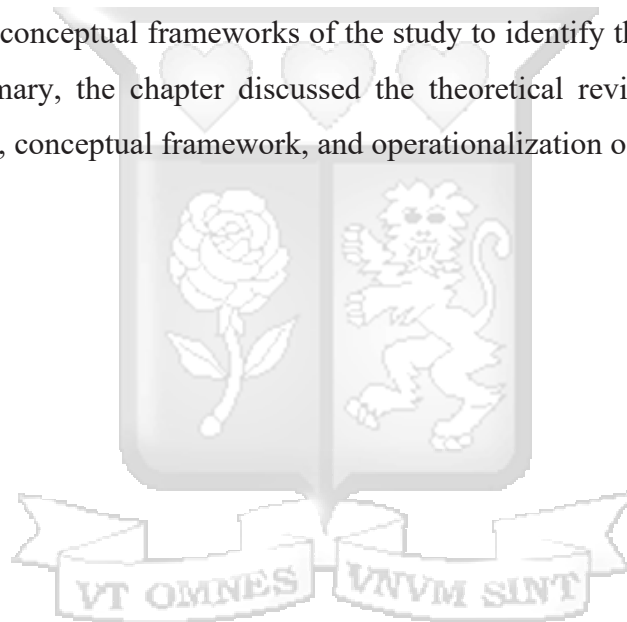 conceptual frameworks of the study to identify th
mary, the chapter discussed the theoretical revi
, conceptual framework, and operationalization o
VT OMNES VNVM SINT